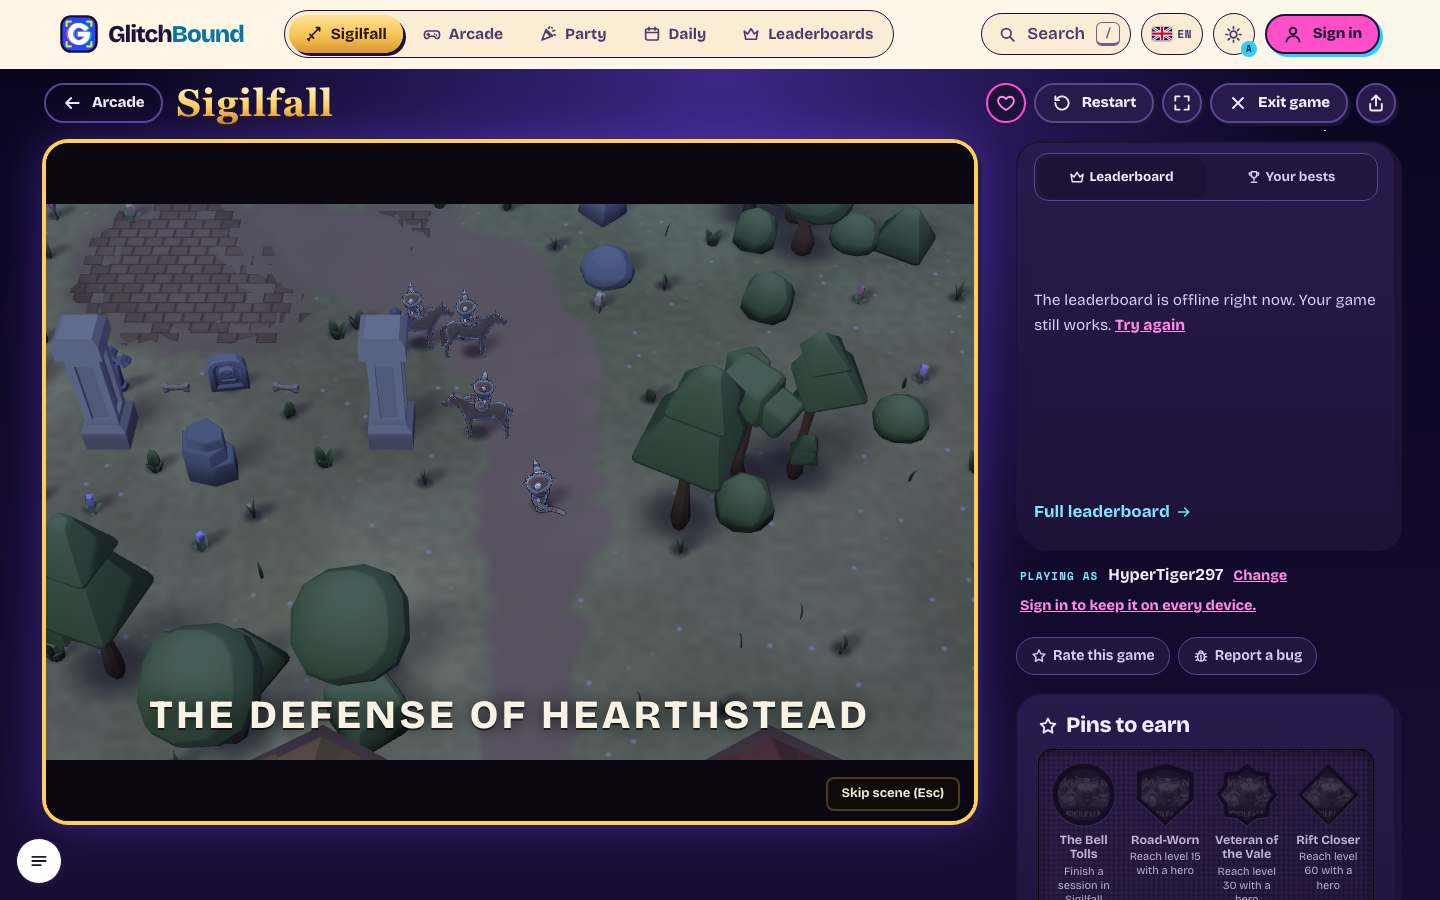 GlitchBound
Sigilfall
Arcade
Party
Daily
Leaderboards
Search /
EN
A
Sign in
Arcade
Sigilfall
Restart
Exit game
Leaderboard
Your bests
The leaderboard is offline right now. Your game
still works. Try again
Full leaderboard
PLAYING AS HyperTiger297 Change
Sign in to keep it on every device.
Rate this game
Report a bug
THE DEFENSE OF HEARTHSTEAD
Skip scene (Esc)
Pins to earn
The Bell
Tolls
Finish a
session in
Sigilfall
Road-Worn
Reach level 15
with a hero
Veteran of
the Vale
Reach level
30 with a
hero
Rift Closer
Reach level
60 with a
hero